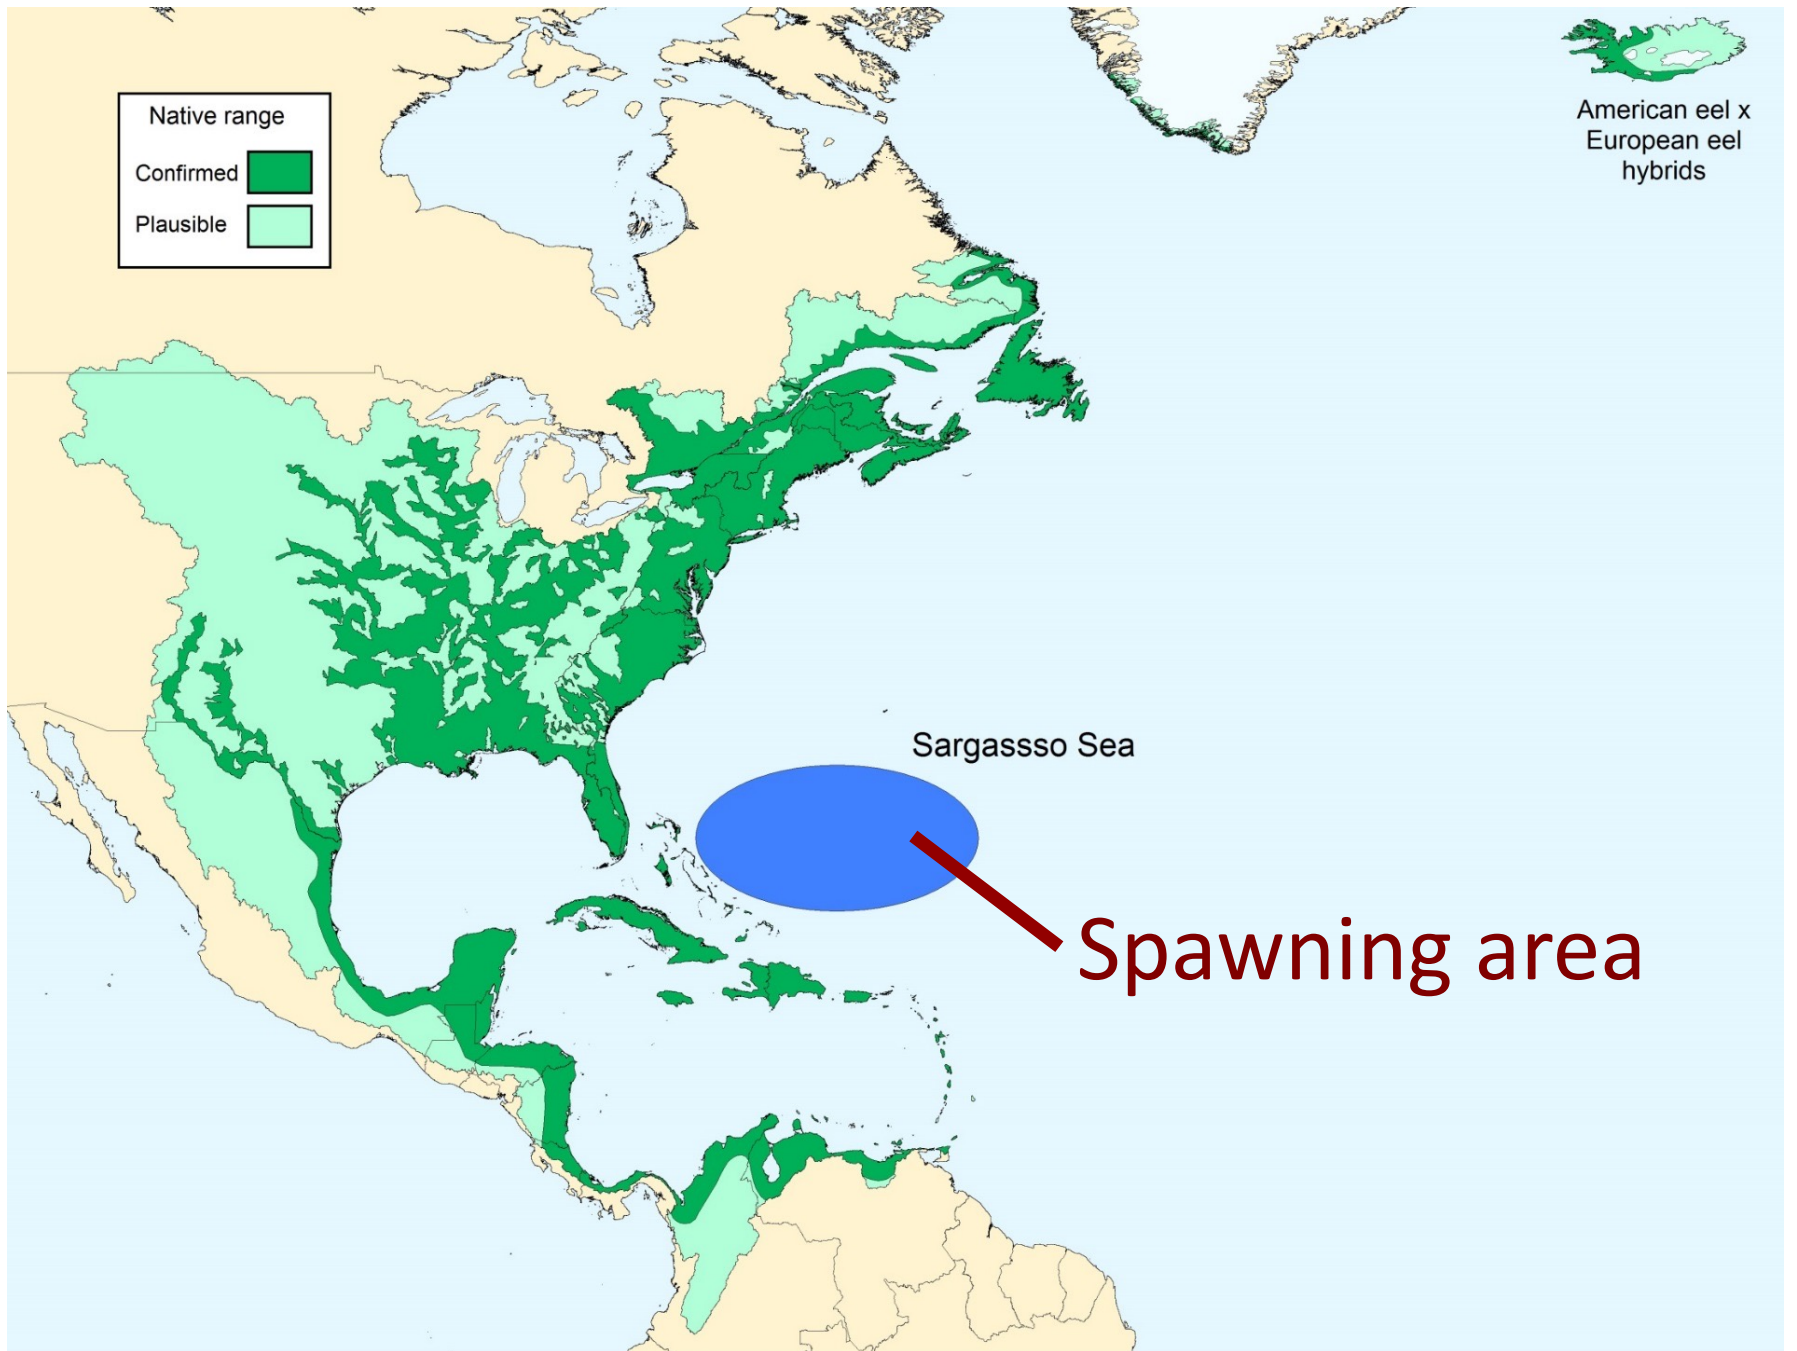 Native range
Confirmed
Plausible
American eel x
European eel
hybrids
Sargassso Sea
Spawning area